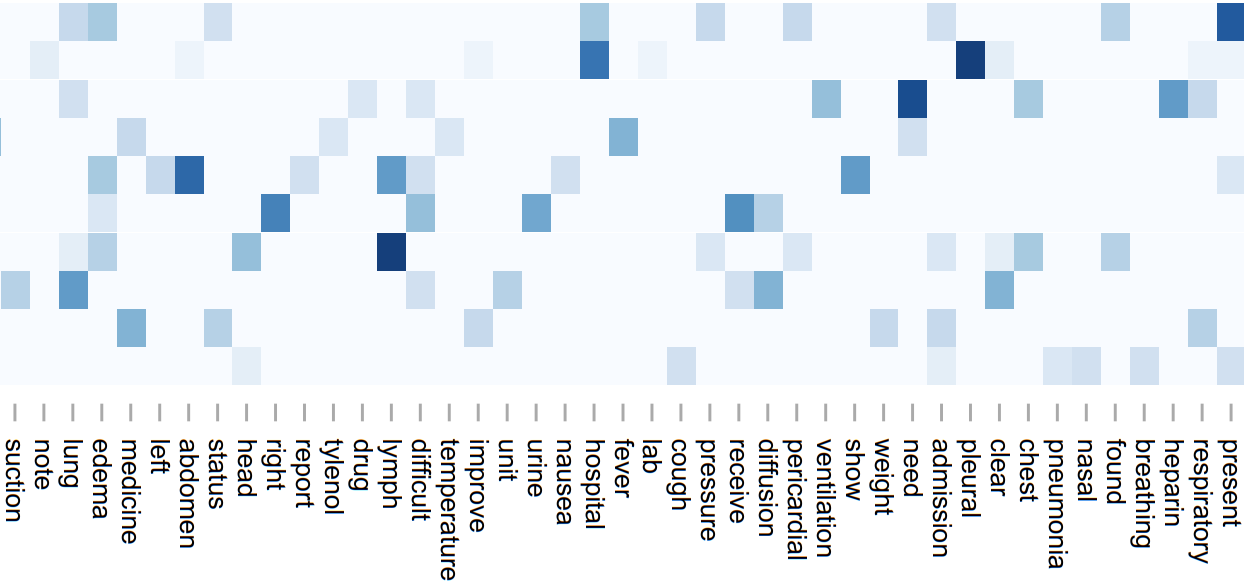 suction
note
lung
edema
medicine
left
abdomen
status
head
right
report
tylenol
drug
lymph
difficult
temperature
improve
unit
urine
nausea
hospital
fever
lab
cough
pressure
receive
diffusion
pericardial
ventilation
show
weight
need
admission
pleural
clear
chest
pneumonia
nasal
found
breathing
heparin
respiratory
present